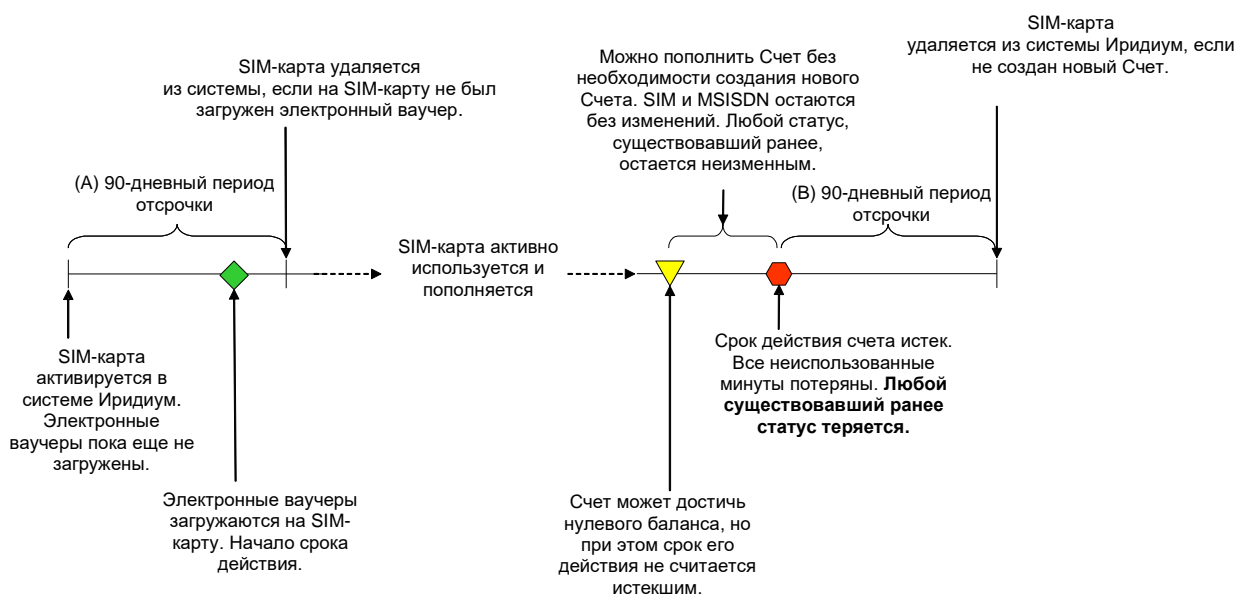 SIM-карта
удаляется из системы Иридиум, если
не создан новый Счет.
Можно пополнить Счет без
необходимости создания нового
Счета. SIM и MSISDN остаются
без изменений. Любой статус,
существовавший ранее,
остается неизменным.
SIM-карта удаляется
из системы, если на SIM-карту не был
загружен электронный ваучер.
(A) 90-дневный период
отсрочки
(B) 90-дневный период
отсрочки
SIM-карта активно
используется и
пополняется
SIM-карта
активируется в
системе Иридиум.
Электронные
ваучеры пока еще не
загружены.
Срок действия счета истек.
Все неиспользованные
минуты потеряны. Любой
существовавший ранее
статус теряется.
Электронные ваучеры
загружаются на SIM-
карту. Начало срока
действия.
Счет может достичь
нулевого баланса, но
при этом срок его
действия не считается
истекшим.